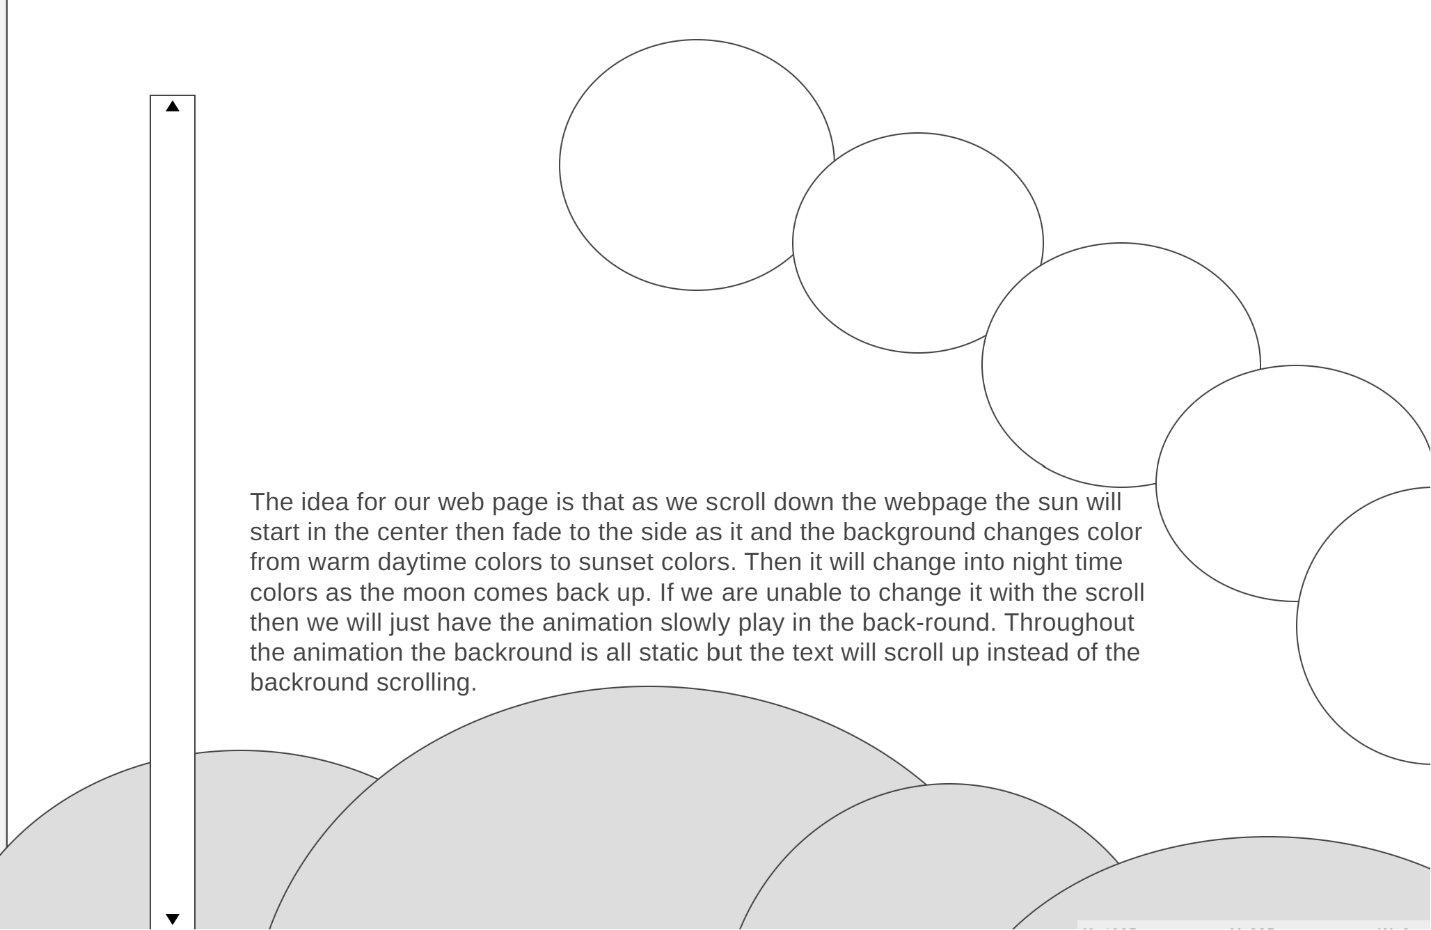 The idea for our web page is that as we scroll down the webpage the sun will
start in the center then fade to the side as it and the background changes color
from warm daytime colors to sunset colors. Then it will change into night time
colors as the moon comes back up. If we are unable to change it with the scroll
then we will just have the animation slowly play in the back-round. Throughout
the animation the backround is all static but the text will scroll up instead of the
backround scrolling.